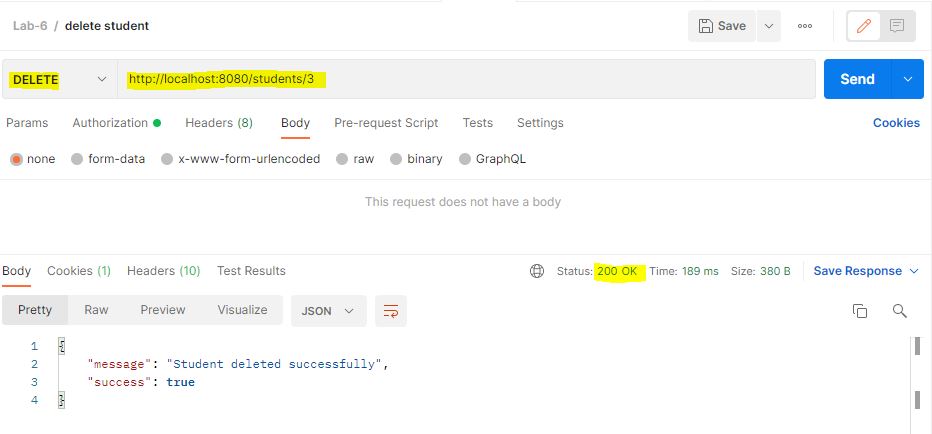 Lab-6 / delete student
Save
DELETE http://localhost:8080/students/3 Send
Params Authorization Headers (8) Body Pre-request Script Tests Settings Cookies
none form-data x-www-form-urlencoded raw binary GraphQL
This request does not have a body
Body Cookies (1) Headers (10) Test Results Status: 200 OK Time: 189 ms Size: 380 B Save Response
Pretty Raw Preview Visualize JSON
1 {
2 "message": "Student deleted successfully",
3 "success": true
4 }